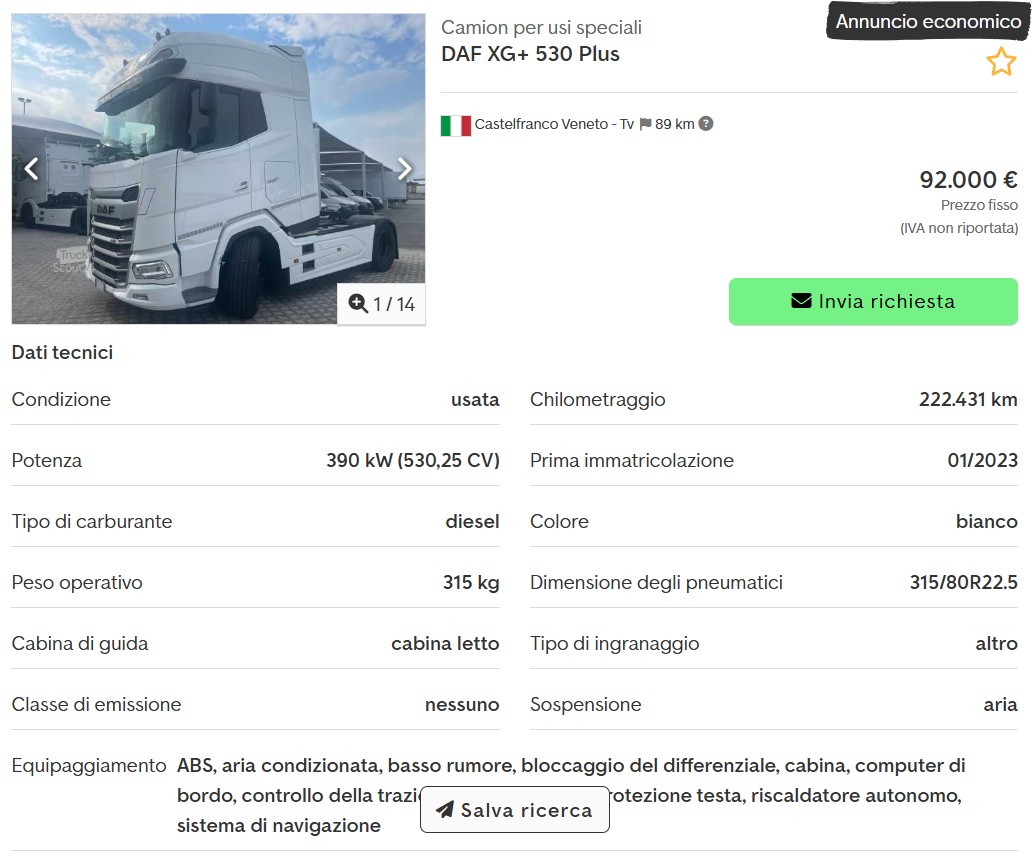 Annuncio economico
Camion per usi speciali
DAF XG+ 530 Plus
Castelfranco Veneto - Tv 89 km ?
92.000 €
Prezzo fisso
(IVA non riportata)
Invia richiesta
DAF
Truck
Scout24
1 / 14
Dati tecnici
Condizione usata
Chilometraggio 222.431 km
Potenza 390 kW (530,25 CV)
Prima immatricolazione 01/2023
Tipo di carburante diesel
Colore bianco
Peso operativo 315 kg
Dimensione degli pneumatici 315/80R22.5
Cabina di guida cabina letto
Tipo di ingranaggio altro
Classe di emissione nessuno
Sospensione aria
Equipaggiamento ABS, aria condizionata, basso rumore, bloccaggio del differenziale, cabina, computer di
bordo, controllo della trazi rotezione testa, riscaldatore autonomo,
Salva ricerca
sistema di navigazione